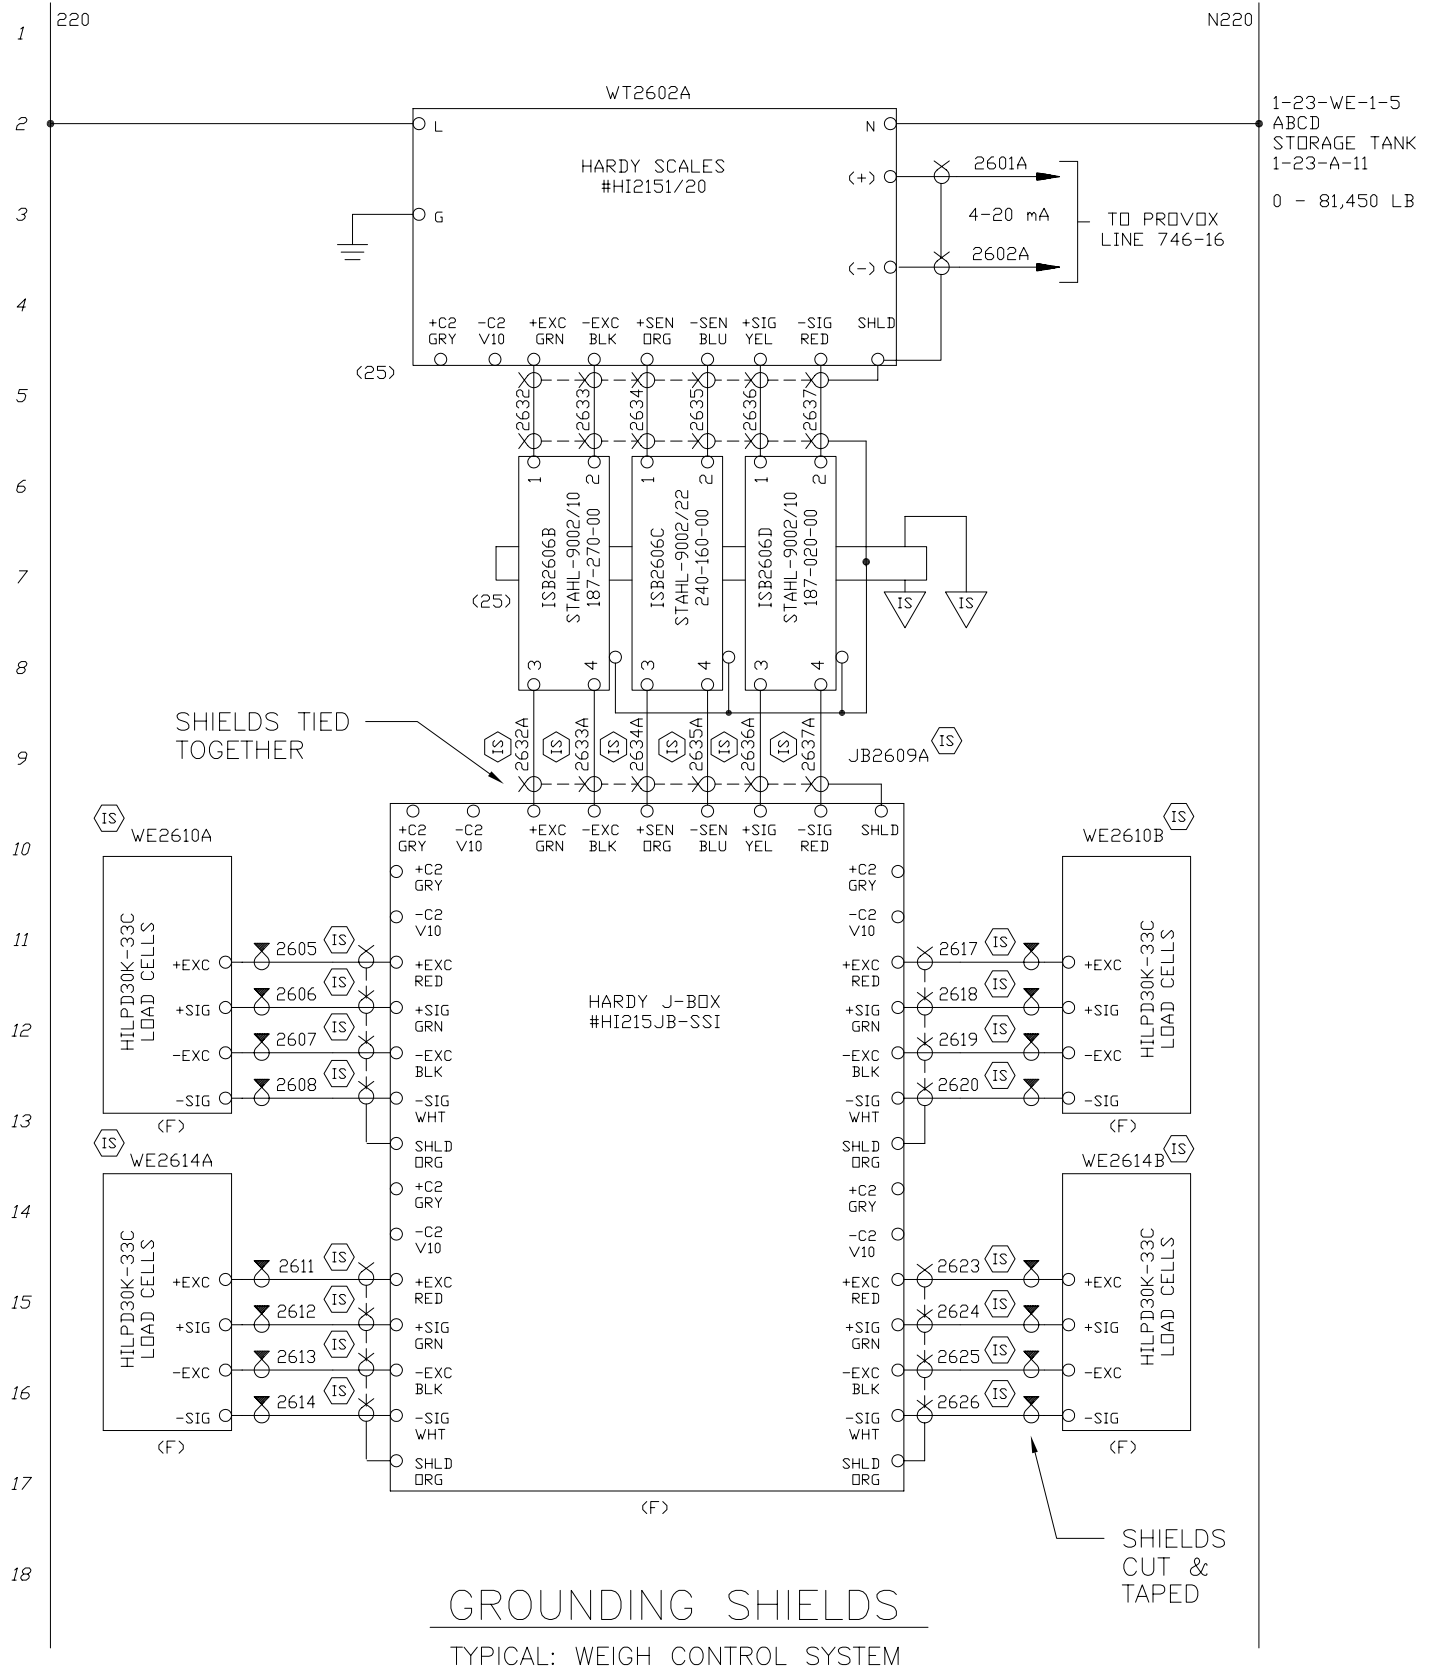 220
N220
1
2
3
4
5
6
7
8
9
10
11
12
13
14
15
16
17
18
WT2602A
L
N
HARDY SCALES
#HI2151/20
(+)
G
(-)
2601A
4-20 mA
2602A
TO PROVOX
LINE 746-16
1-23-WE-1-5
ABCD
STORAGE TANK
1-23-A-11
0 - 81,450 LB
+C2
GRY
-C2
V10
+EXC
GRN
-EXC
BLK
+SEN
ORG
-SEN
BLU
+SIG
YEL
-SIG
RED
SHLD
(25)
2632
2633
2634
2635
2636
2637
1
2
1
2
1
2
ISB2606B
STAHL-9002/10
187-270-00
ISB2606C
STAHL-9002/22
240-160-00
ISB2606D
STAHL-9002/10
187-020-00
(25)
IS
IS
3
4
3
4
3
4
SHIELDS TIED
TOGETHER
IS
2632A
IS
2633A
IS
2634A
IS
2635A
IS
2636A
IS
2637A
JB2609A
IS
+C2
GRY
-C2
V10
+EXC
GRN
-EXC
BLK
+SEN
ORG
-SEN
BLU
+SIG
YEL
-SIG
RED
SHLD
IS
WE2610A
HILPD30K-33C
LOAD CELLS
+EXC
+SIG
-EXC
-SIG
(F)
2605
IS
2606
IS
2607
IS
2608
IS
+C2
GRY
-C2
V10
+EXC
RED
+SIG
GRN
-EXC
BLK
-SIG
WHT
SHLD
ORG
HARDY J-BOX
#HI215JB-SSI
+C2
GRY
-C2
V10
+EXC
RED
+SIG
GRN
-EXC
BLK
-SIG
WHT
SHLD
ORG
2617
IS
2618
IS
2619
IS
2620
IS
WE2610B
IS
+EXC
+SIG
-EXC
-SIG
HILPD30K-33C
LOAD CELLS
(F)
IS
WE2614A
HILPD30K-33C
LOAD CELLS
+EXC
+SIG
-EXC
-SIG
(F)
2611
IS
2612
IS
2613
IS
2614
IS
+C2
GRY
-C2
V10
+EXC
RED
+SIG
GRN
-EXC
BLK
-SIG
WHT
SHLD
ORG
+C2
GRY
-C2
V10
+EXC
RED
+SIG
GRN
-EXC
BLK
-SIG
WHT
SHLD
ORG
2623
IS
2624
IS
2625
IS
2626
IS
WE2614B
IS
+EXC
+SIG
-EXC
-SIG
HILPD30K-33C
LOAD CELLS
(F)
(F)
SHIELDS
CUT &
TAPED
GROUNDING SHIELDS
TYPICAL: WEIGH CONTROL SYSTEM